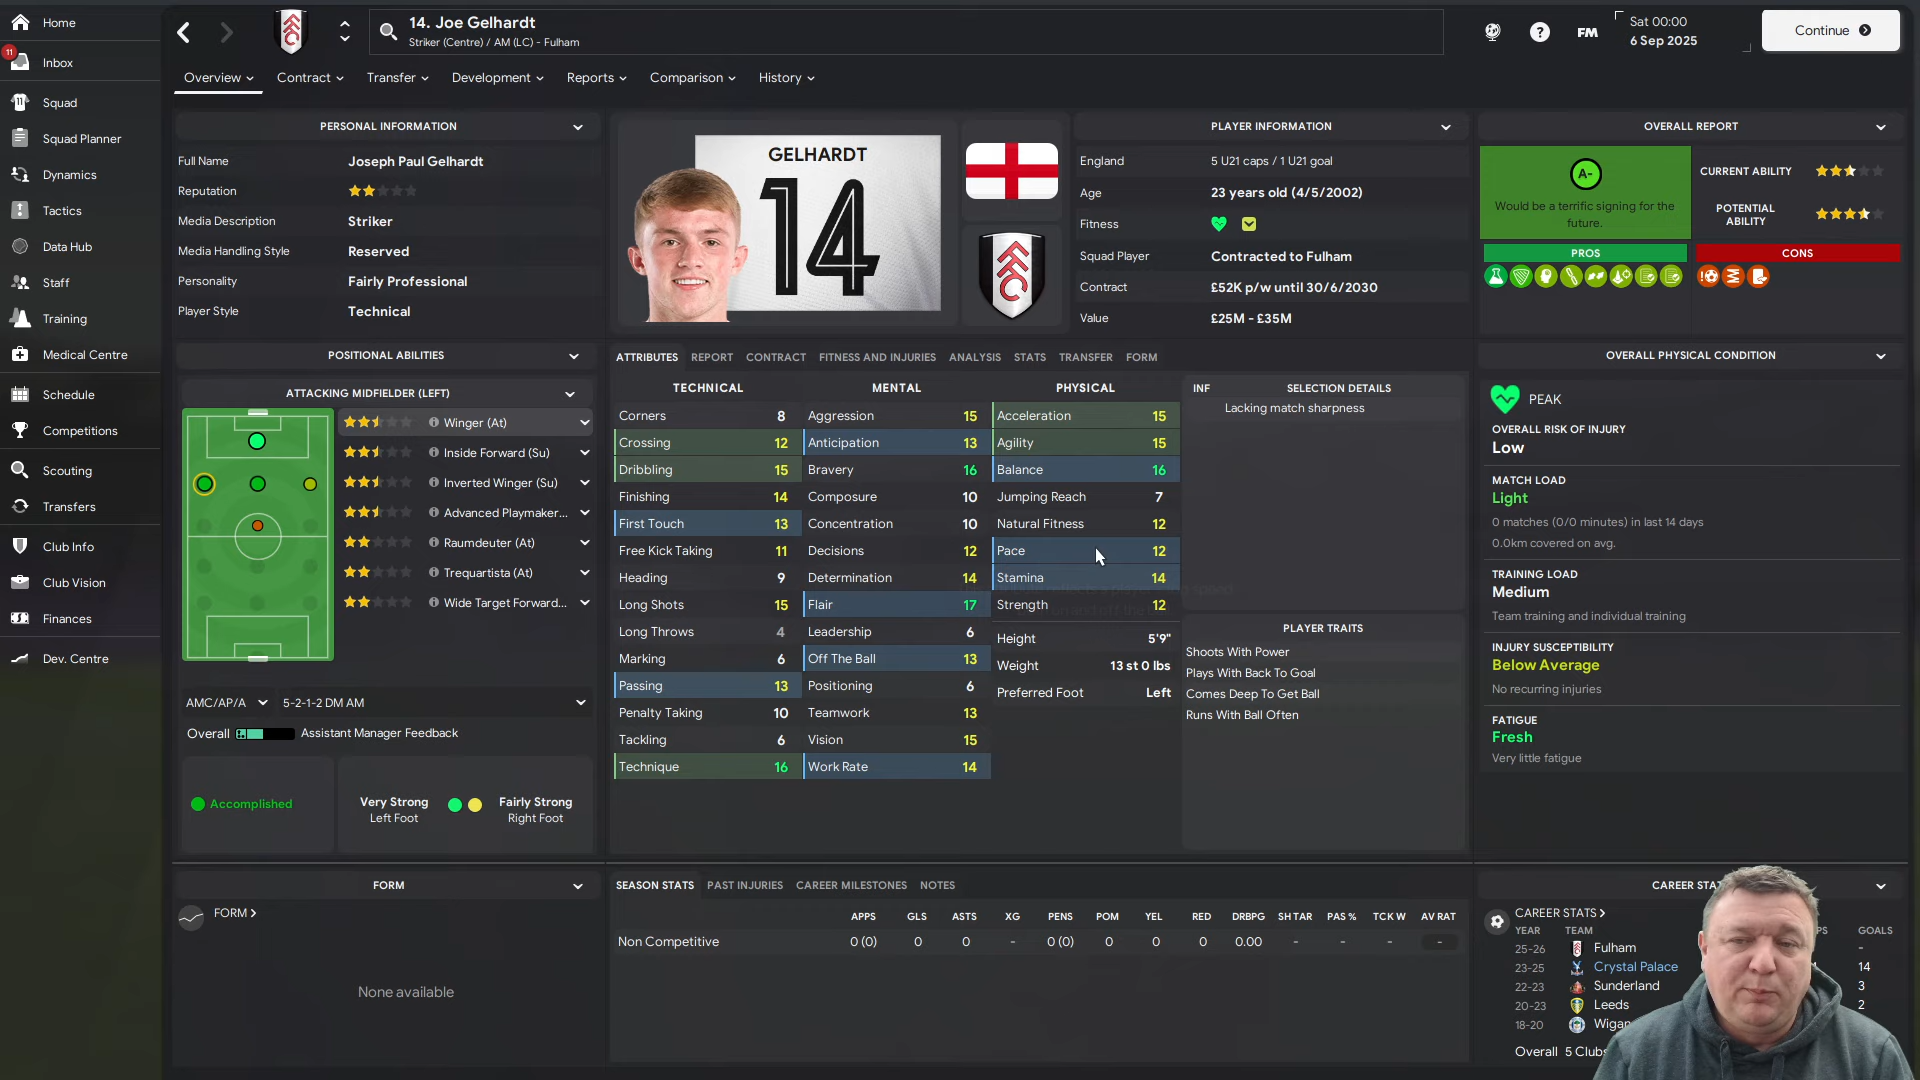 Home
11
Inbox
Squad
Squad Planner
Dynamics
Tactics
Data Hub
Staff
Training
Medical Centre
Schedule
Competitions
Scouting
Transfers
Club Info
Club Vision
Finances
Dev. Centre
14. Joe Gelhardt
Striker (Centre) / AM (LC) - Fulham
FM
Sat 00:00
6 Sep 2025
Continue
Overview Contract Transfer Development Reports Comparison History
PERSONAL INFORMATION
Full Name Joseph Paul Gelhardt
Reputation
Media Description Striker
Media Handling Style Reserved
Personality Fairly Professional
Player Style Technical
GELHARDT
14
PLAYER INFORMATION
England 5 U21 caps / 1 U21 goal
Age 23 years old (4/5/2002)
Fitness
Squad Player Contracted to Fulham
Contract £52K p/w until 30/6/2030
Value £25M - £35M
OVERALL REPORT
A-
Would be a terrific signing for the future.
CURRENT ABILITY
POTENTIAL ABILITY
PROS
CONS
POSITIONAL ABILITIES
ATTACKING MIDFIELDER (LEFT)
Winger (At)
Inside Forward (Su)
Inverted Winger (Su)
Advanced Playmaker...
Raumdeuter (At)
Trequartista (At)
Wide Target Forward...
AMC/AP/A 5-2-1-2 DM AM
Overall Assistant Manager Feedback
Accomplished
Very Strong
Left Foot
Fairly Strong
Right Foot
ATTRIBUTES REPORT CONTRACT FITNESS AND INJURIES ANALYSIS STATS TRANSFER FORM
TECHNICAL
Corners 8
Crossing 12
Dribbling 15
Finishing 14
First Touch 13
Free Kick Taking 11
Heading 9
Long Shots 15
Long Throws 4
Marking 6
Passing 13
Penalty Taking 10
Tackling 6
Technique 16
MENTAL
Aggression 15
Anticipation 13
Bravery 16
Composure 10
Concentration 10
Decisions 12
Determination 14
Flair 17
Leadership 6
Off The Ball 13
Positioning 6
Teamwork 13
Vision 15
Work Rate 14
PHYSICAL
Acceleration 15
Agility 15
Balance 16
Jumping Reach 7
Natural Fitness 12
Pace 12
Stamina 14
Strength 12
Height 5'9"
Weight 13 st 0 lbs
Preferred Foot Left
INF SELECTION DETAILS
Lacking match sharpness
PLAYER TRAITS
Shoots With Power
Plays With Back To Goal
Comes Deep To Get Ball
Runs With Ball Often
OVERALL PHYSICAL CONDITION
PEAK
OVERALL RISK OF INJURY
Low
MATCH LOAD
Light
0 matches (0/0 minutes) in last 14 days
0.0km covered on avg.
TRAINING LOAD
Medium
Team training and individual training
INJURY SUSCEPTIBILITY
Below Average
No recurring injuries
FATIGUE
Fresh
Very little fatigue
FORM
FORM
None available
SEASON STATS PAST INJURIES CAREER MILESTONES NOTES
APPS GLS ASTS XG PENS POM YEL RED DRBPG SH TAR PAS % TCK W AV RAT
Non Competitive 0 (0) 0 0 - 0 (0) 0 0 0 0.00 - - - -
CAREER STATS
YEAR TEAM GOALS
25-26 Fulham -
23-25 Crystal Palace 14
22-23 Sunderland 3
20-23 Leeds 2
18-20 Wigan
Overall 5 Clubs